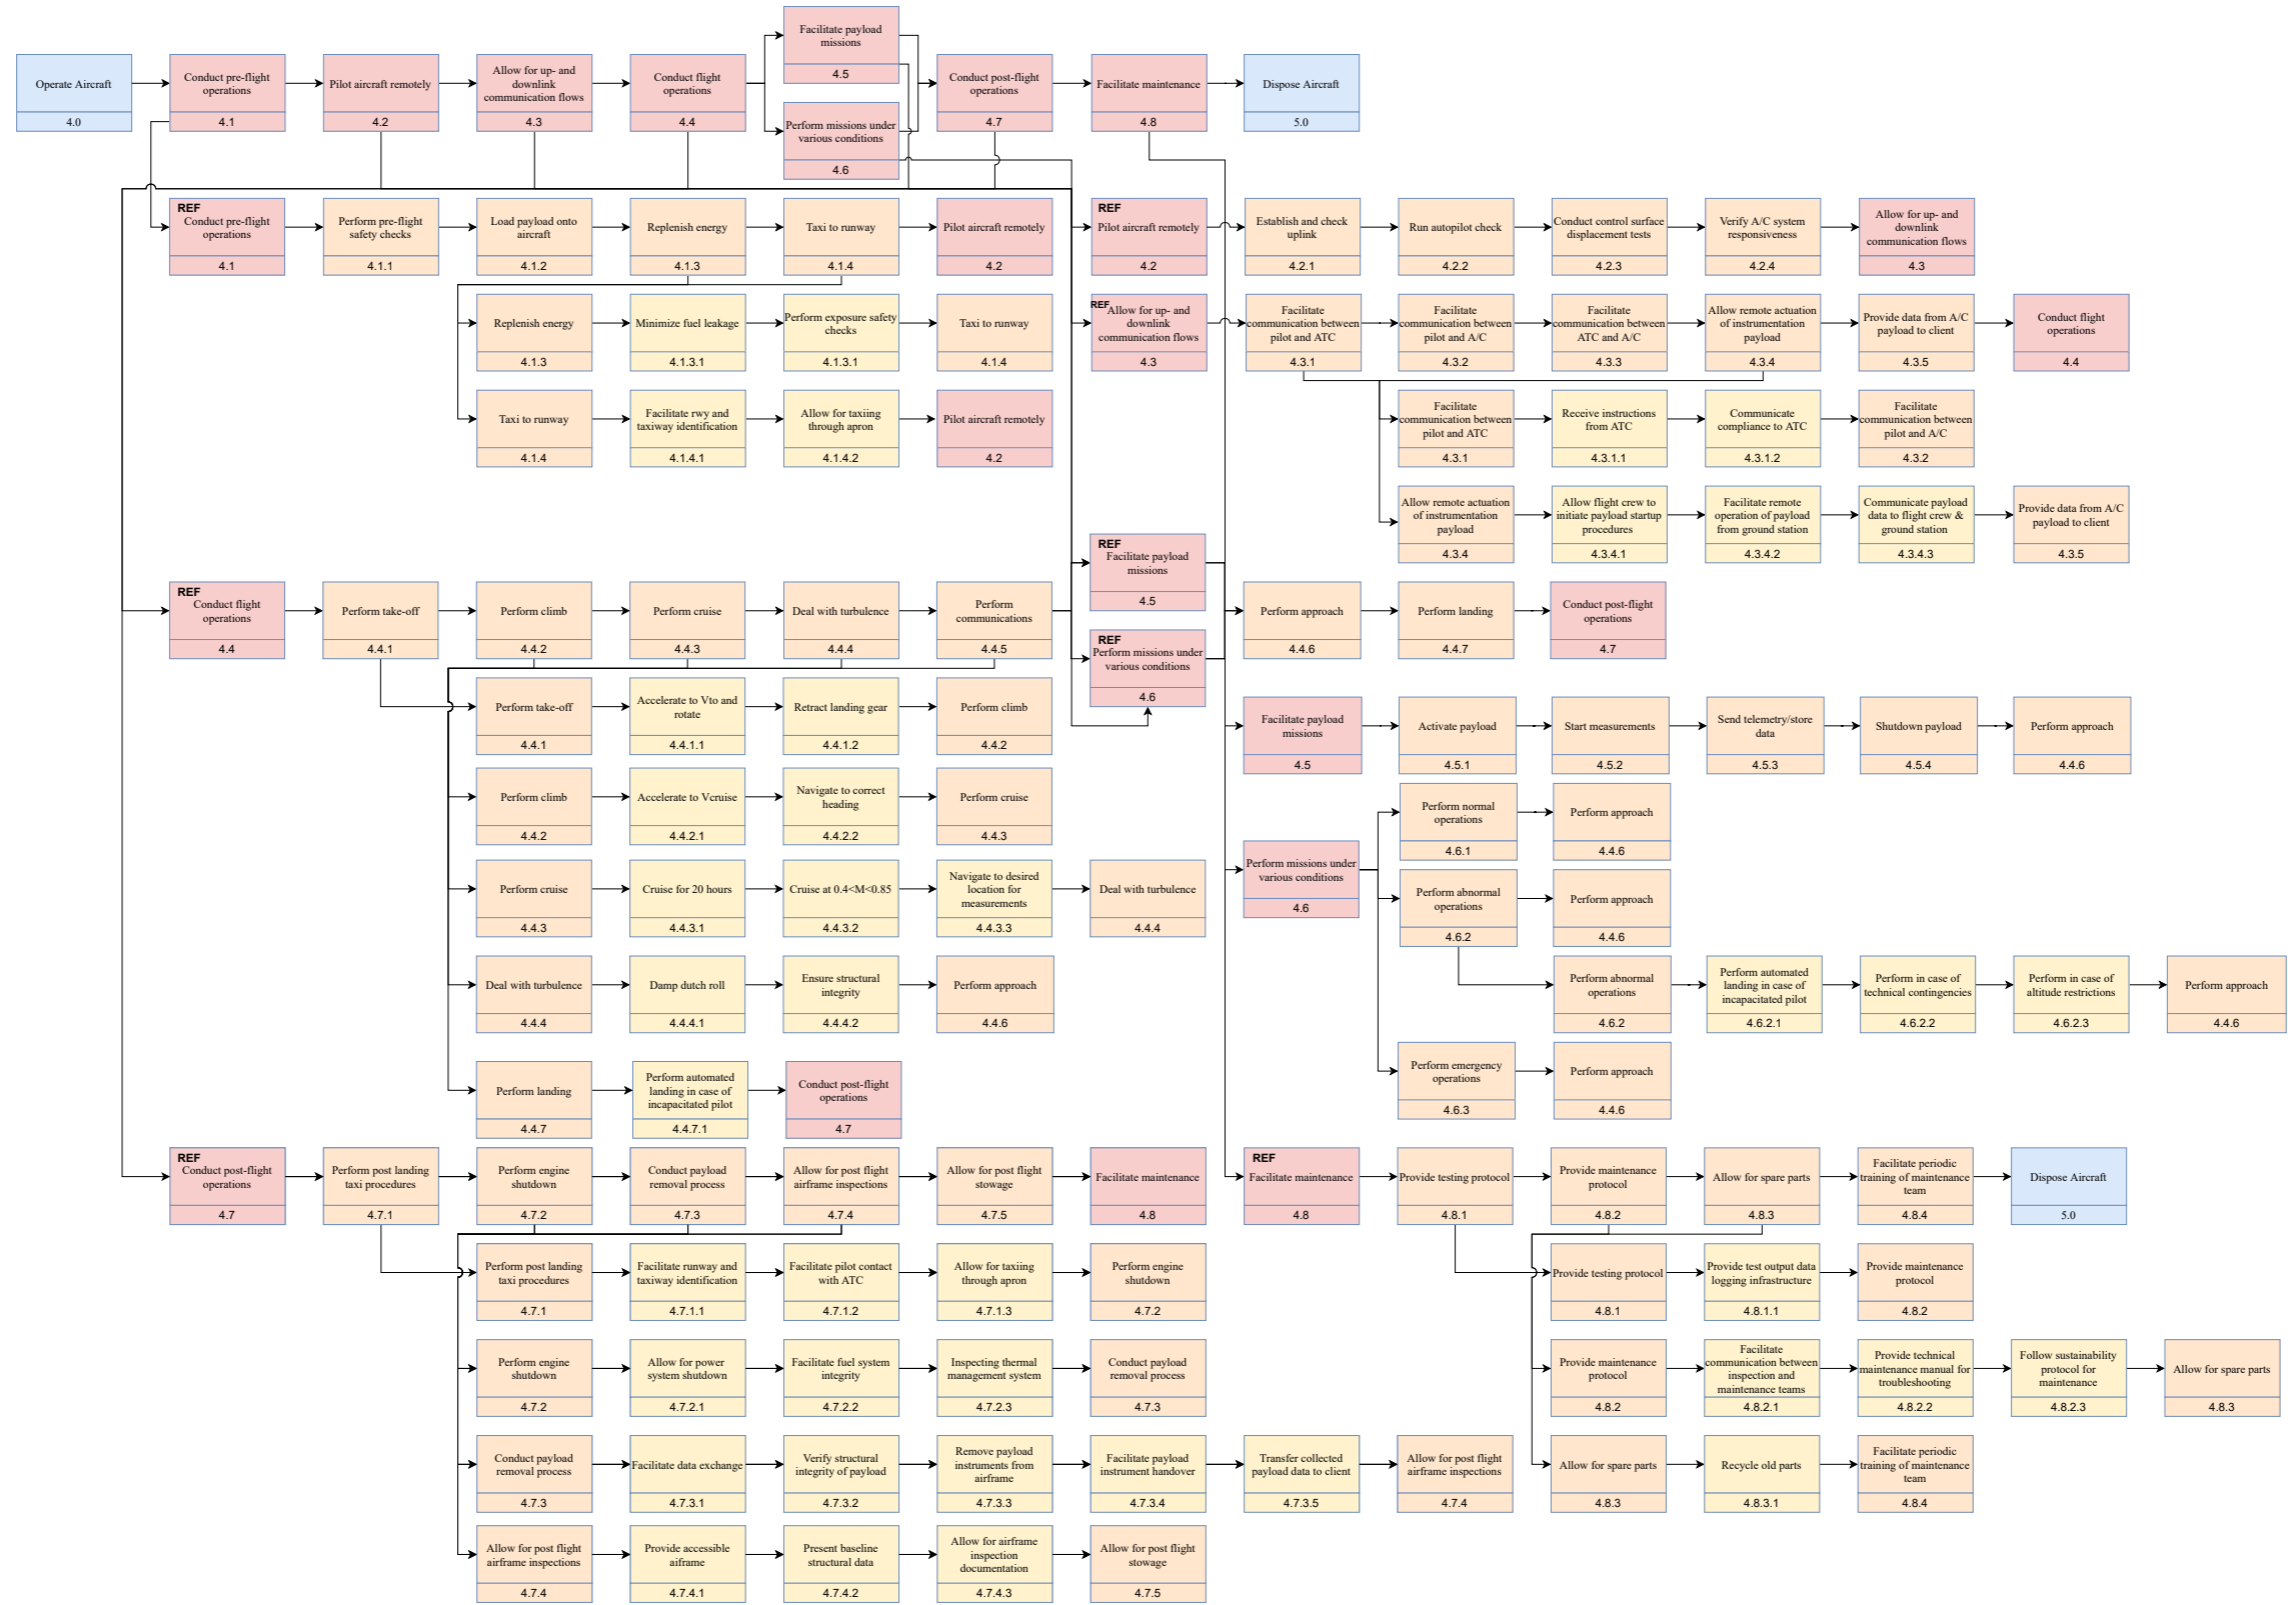 Facilitate payload
missions
4.5
Operate Aircraft
4.0
Conduct pre-flight
operations
4.1
Pilot aircraft remotely
4.2
Allow for up- and
downlink
communication flows
4.3
Conduct flight
operations
4.4
Perform missions under
various conditions
4.6
Conduct post-flight
operations
4.7
Facilitate maintenance
4.8
Dispose Aircraft
5.0
REF
Conduct pre-flight
operations
4.1
Perform pre-flight
safety checks
4.1.1
Load payload onto
aircraft
4.1.2
Replenish energy
4.1.3
Taxi to runway
4.1.4
Pilot aircraft remotely
4.2
REF
Pilot aircraft remotely
4.2
Establish and check
uplink
4.2.1
Run autopilot check
4.2.2
Conduct control surface
displacement tests
4.2.3
Verify A/C system
responsiveness
4.2.4
Allow for up- and
downlink
communication flows
4.3
Replenish energy
4.1.3
Minimize fuel leakage
4.1.3.1
Perform exposure safety
checks
4.1.3.1
Taxi to runway
4.1.4
REF
Allow for up- and
downlink
communication flows
4.3
Facilitate
communication between
pilot and ATC
4.3.1
Facilitate
communication between
pilot and A/C
4.3.2
Facilitate
communication between
ATC and A/C
4.3.3
Allow remote actuation
of instrumentation
payload
4.3.4
Provide data from A/C
payload to client
4.3.5
Conduct flight
operations
4.4
Taxi to runway
4.1.4
Facilitate rwy and
taxiway identification
4.1.4.1
Allow for taxiing
through apron
4.1.4.2
Pilot aircraft remotely
4.2
Facilitate
communication between
pilot and ATC
4.3.1
Receive instructions
from ATC
4.3.1.1
Communicate
compliance to ATC
4.3.1.2
Facilitate
communication between
pilot and A/C
4.3.2
Allow remote actuation
of instrumentation
payload
4.3.4
Allow flight crew to
initiate payload startup
procedures
4.3.4.1
Facilitate remote
operation of payload
from ground station
4.3.4.2
Communicate payload
data to flight crew &
ground station
4.3.4.3
Provide data from A/C
payload to client
4.3.5
REF
Facilitate payload
missions
4.5
REF
Conduct flight
operations
4.4
Perform take-off
4.4.1
Perform climb
4.4.2
Perform cruise
4.4.3
Deal with turbulence
4.4.4
Perform
communications
4.4.5
Perform approach
4.4.6
Perform landing
4.4.7
Conduct post-flight
operations
4.7
REF
Perform missions under
various conditions
4.6
Perform take-off
4.4.1
Accelerate to Vto and
rotate
4.4.1.1
Retract landing gear
4.4.1.2
Perform climb
4.4.2
Facilitate payload
missions
4.5
Activate payload
4.5.1
Start measurements
4.5.2
Send telemetry/store
data
4.5.3
Shutdown payload
4.5.4
Perform approach
4.4.6
Perform climb
4.4.2
Accelerate to Vcruise
4.4.2.1
Navigate to correct
heading
4.4.2.2
Perform cruise
4.4.3
Perform normal
operations
4.6.1
Perform approach
4.4.6
Perform cruise
4.4.3
Cruise for 20 hours
4.4.3.1
Cruise at 0.4<M<0.85
4.4.3.2
Navigate to desired
location for
measurements
4.4.3.3
Deal with turbulence
4.4.4
Perform missions under
various conditions
4.6
Perform abnormal
operations
4.6.2
Perform approach
4.4.6
Deal with turbulence
4.4.4
Damp dutch roll
4.4.4.1
Ensure structural
integrity
4.4.4.2
Perform approach
4.4.6
Perform abnormal
operations
4.6.2
Perform automated
landing in case of
incapacitated pilot
4.6.2.1
Perform in case of
technical contingencies
4.6.2.2
Perform in case of
altitude restrictions
4.6.2.3
Perform approach
4.4.6
Perform landing
4.4.7
Perform automated
landing in case of
incapacitated pilot
4.4.7.1
Conduct post-flight
operations
4.7
Perform emergency
operations
4.6.3
Perform approach
4.4.6
REF
Conduct post-flight
operations
4.7
Perform post landing
taxi procedures
4.7.1
Perform engine
shutdown
4.7.2
Conduct payload
removal process
4.7.3
Allow for post flight
airframe inspections
4.7.4
Allow for post flight
stowage
4.7.5
Facilitate maintenance
4.8
REF
Facilitate maintenance
4.8
Provide testing protocol
4.8.1
Provide maintenance
protocol
4.8.2
Allow for spare parts
4.8.3
Facilitate periodic
training of maintenance
team
4.8.4
Dispose Aircraft
5.0
Perform post landing
taxi procedures
4.7.1
Facilitate runway and
taxiway identification
4.7.1.1
Facilitate pilot contact
with ATC
4.7.1.2
Allow for taxiing
through apron
4.7.1.3
Perform engine
shutdown
4.7.2
Provide testing protocol
4.8.1
Provide test output data
logging infrastructure
4.8.1.1
Provide maintenance
protocol
4.8.2
Perform engine
shutdown
4.7.2
Allow for power
system shutdown
4.7.2.1
Facilitate fuel system
integrity
4.7.2.2
Inspecting thermal
management system
4.7.2.3
Conduct payload
removal process
4.7.3
Provide maintenance
protocol
4.8.2
Facilitate
communication between
inspection and
maintenance teams
4.8.2.1
Provide technical
maintenance manual for
troubleshooting
4.8.2.2
Follow sustainability
protocol for
maintenance
4.8.2.3
Allow for spare parts
4.8.3
Conduct payload
removal process
4.7.3
Facilitate data exchange
4.7.3.1
Verify structural
integrity of payload
4.7.3.2
Remove payload
instruments from
airframe
4.7.3.3
Facilitate payload
instrument handover
4.7.3.4
Transfer collected
payload data to client
4.7.3.5
Allow for post flight
airframe inspections
4.7.4
Allow for spare parts
4.8.3
Recycle old parts
4.8.3.1
Facilitate periodic
training of maintenance
team
4.8.4
Allow for post flight
airframe inspections
4.7.4
Provide accessible
aiframe
4.7.4.1
Present baseline
structural data
4.7.4.2
Allow for airframe
inspection
documentation
4.7.4.3
Allow for post flight
stowage
4.7.5